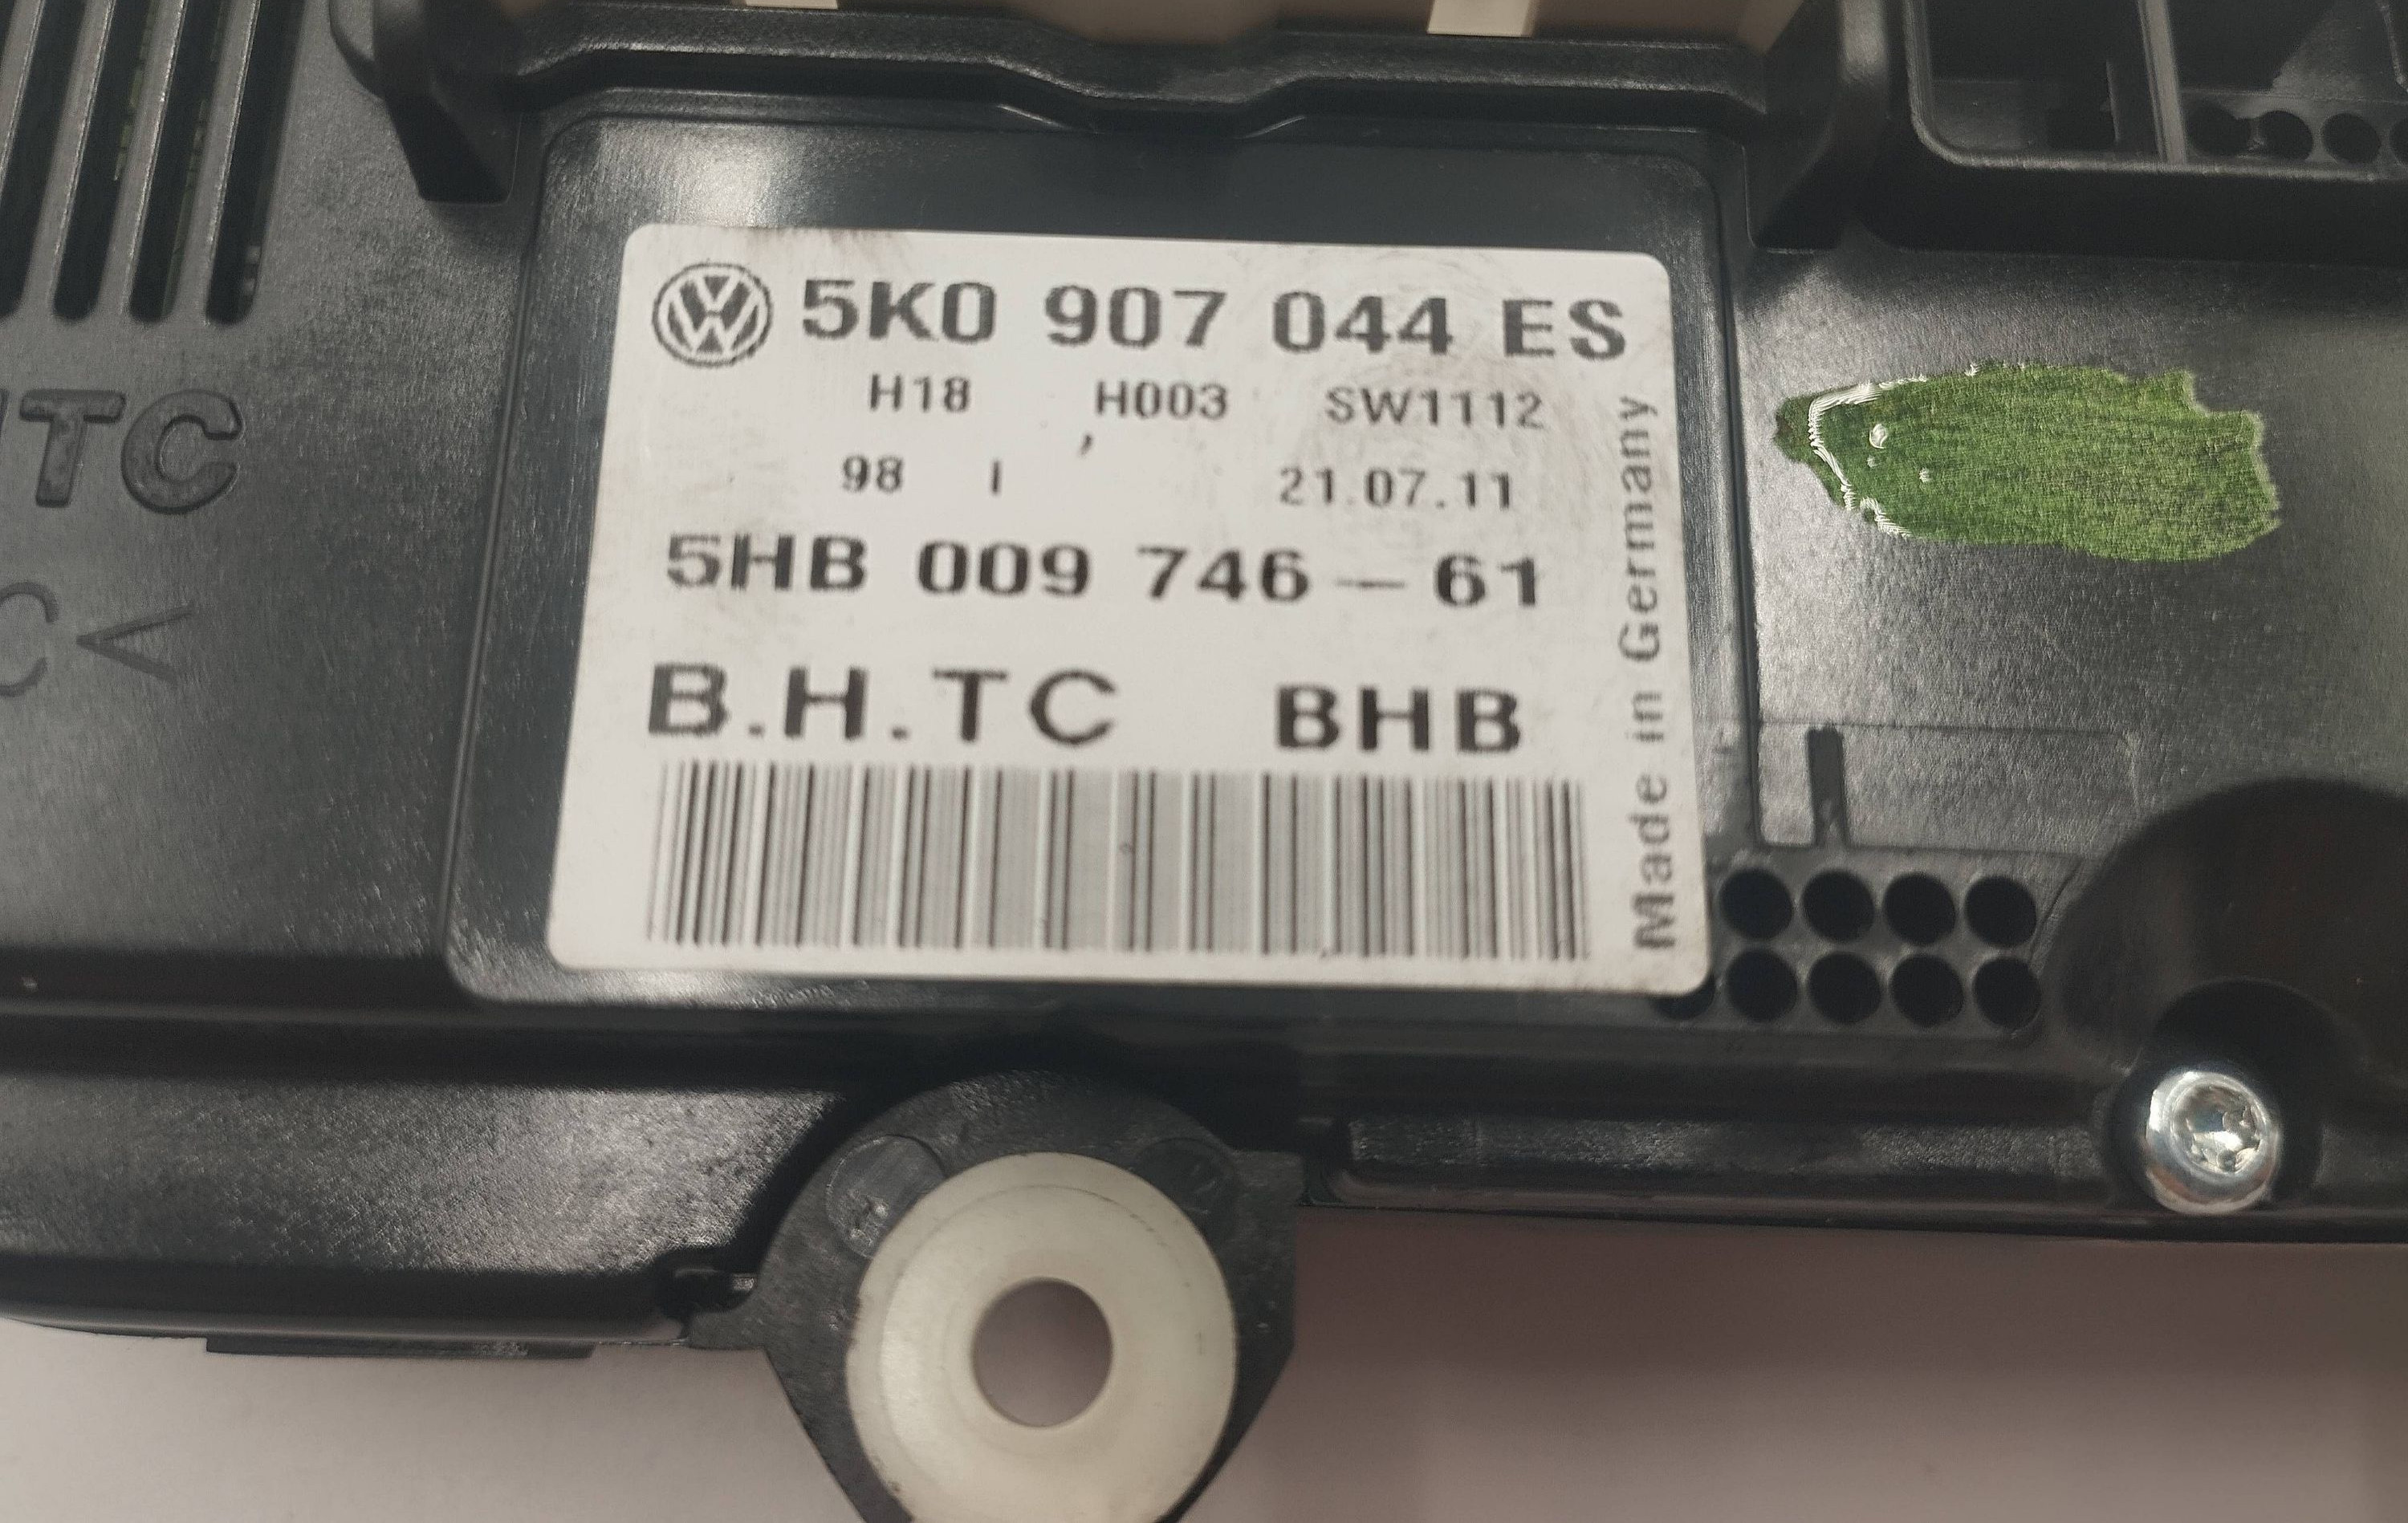 5K0 907 044 ES
H18 H003 SW1112
98 I 21.07.11
5HB 009 746 - 61
B.H.TC BHB
Made in Germany
TC
C<